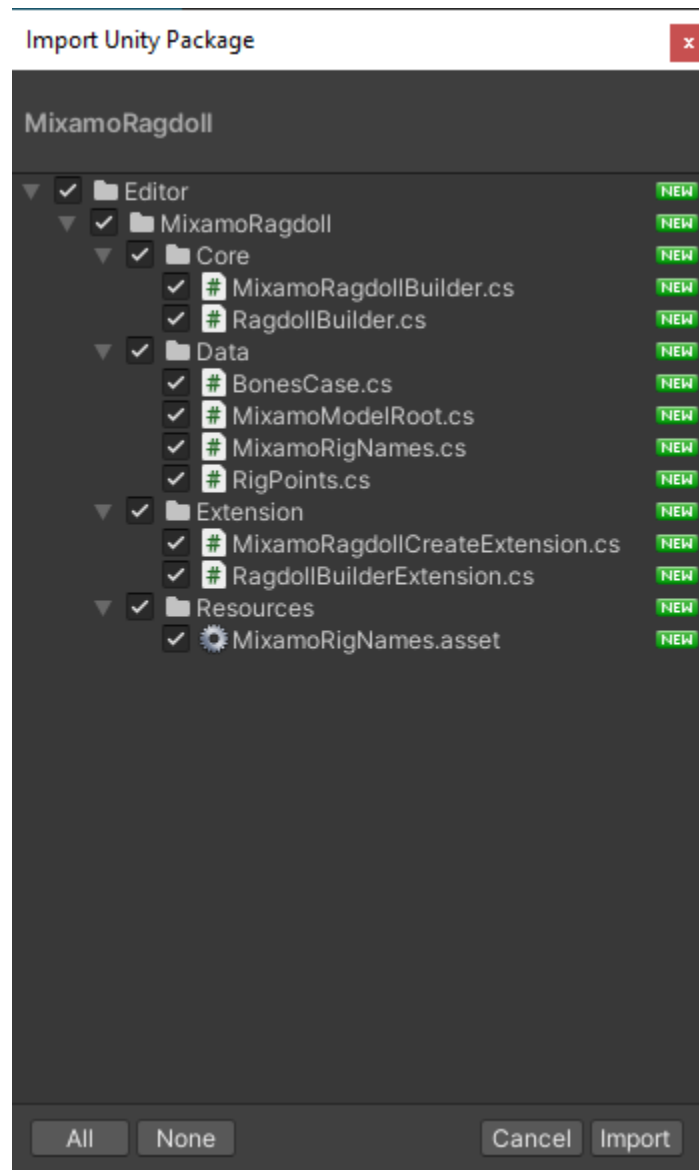 Import Unity Package
x
MixamoRagdoll
Editor NEW
MixamoRagdoll NEW
Core NEW
# MixamoRagdollBuilder.cs NEW
# RagdollBuilder.cs NEW
Data NEW
# BonesCase.cs NEW
# MixamoModelRoot.cs NEW
# MixamoRigNames.cs NEW
# RigPoints.cs NEW
Extension NEW
# MixamoRagdollCreateExtension.cs NEW
# RagdollBuilderExtension.cs NEW
Resources NEW
MixamoRigNames.asset NEW
All None Cancel Import